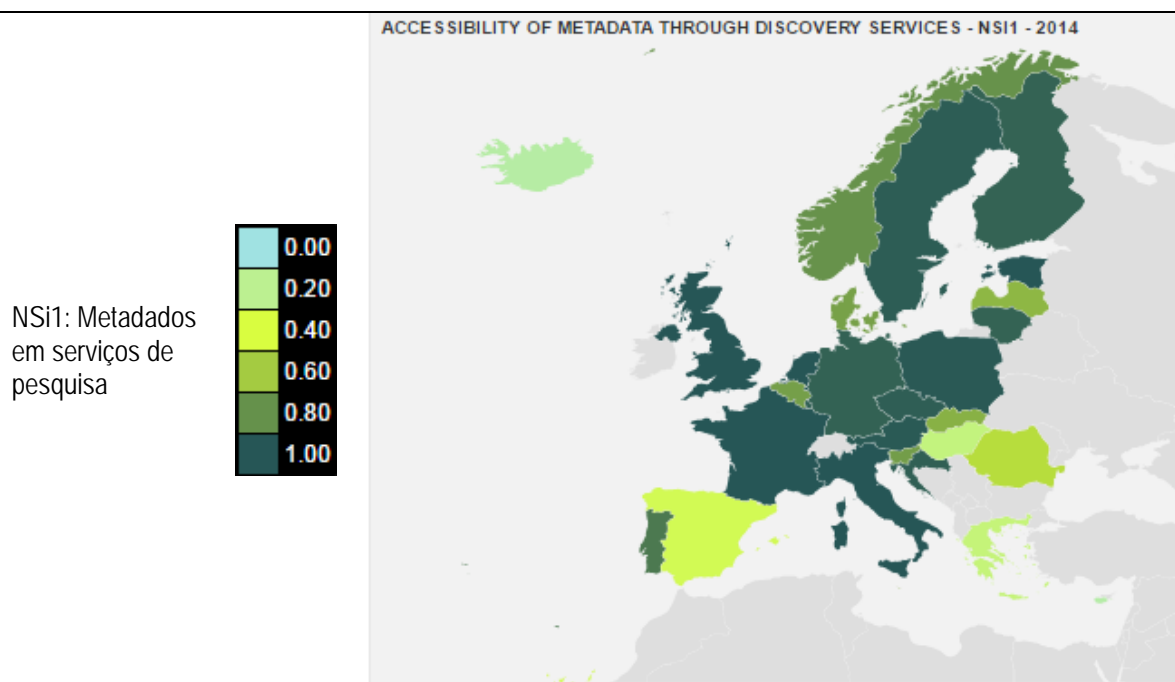 ACCESSIBILITY OF METADATA THROUGH DISCOVERY SERVICES - NSI1 - 2014
NSi1: Metadados
em serviços de
pesquisa
0.00
0.20
0.40
0.60
0.80
1.00